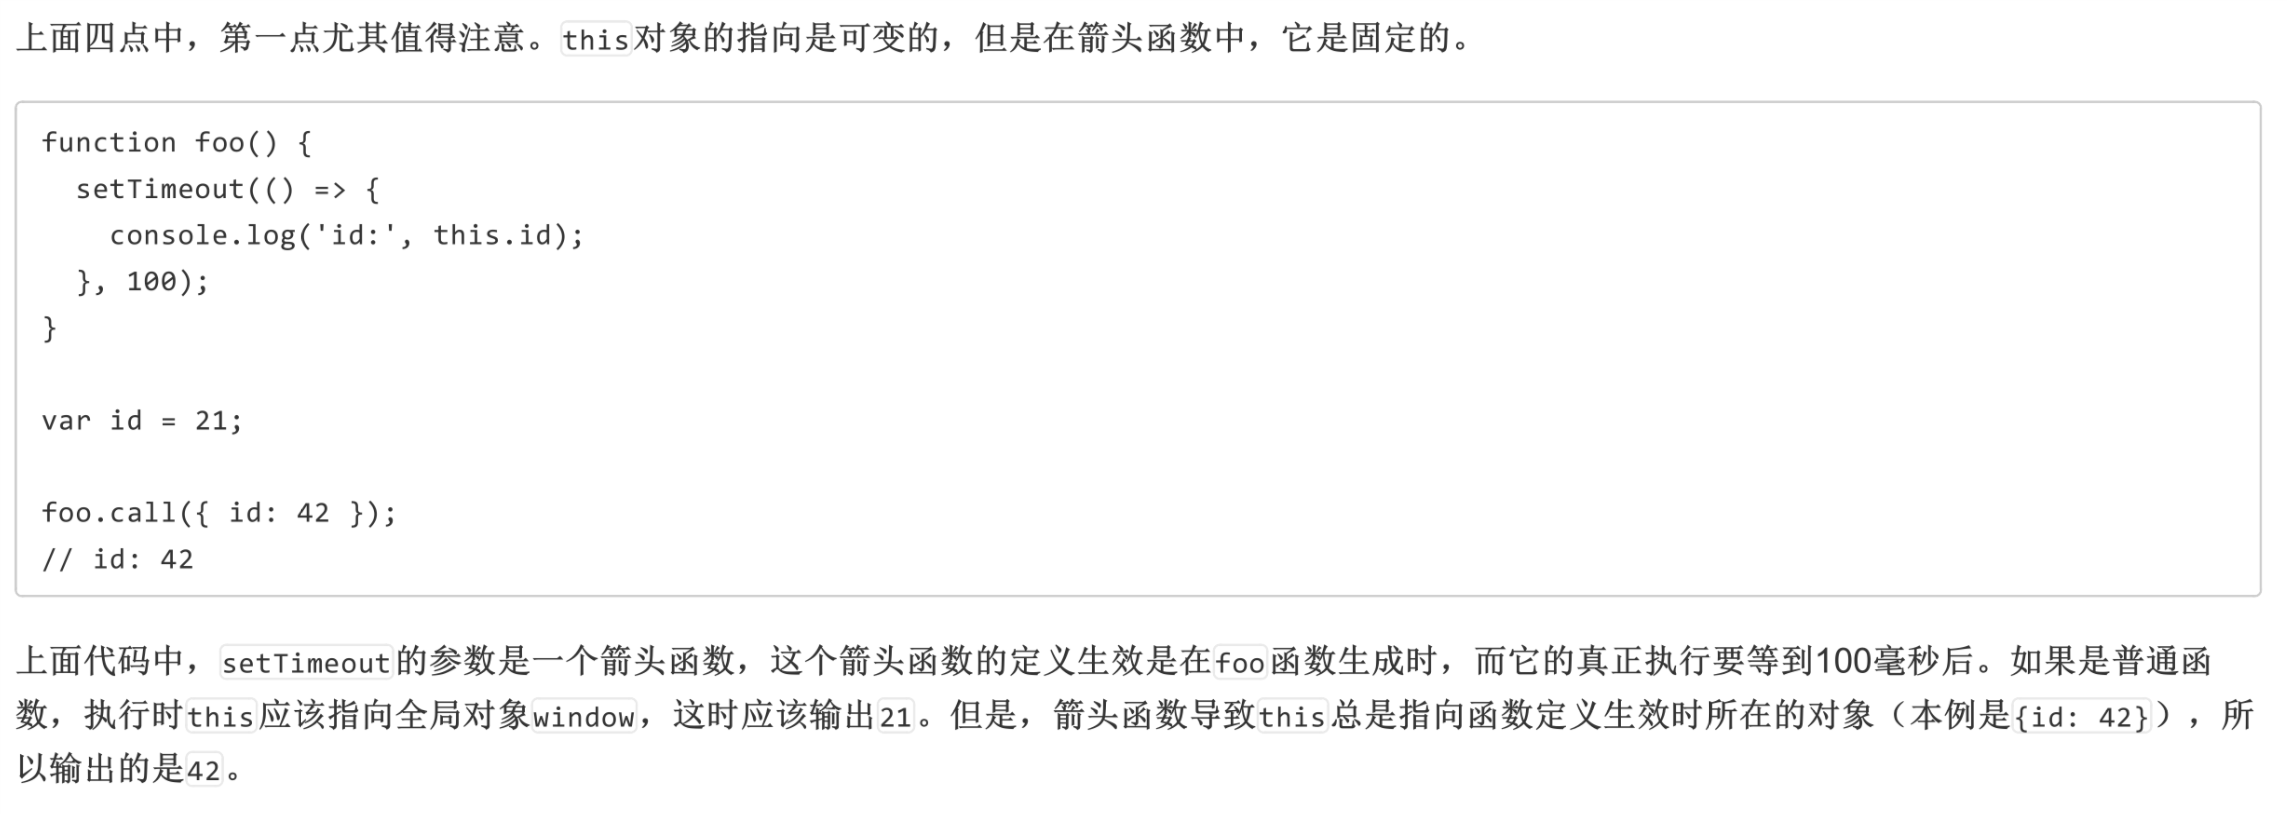 上面四点中，第一点尤其值得注意。this对象的指向是可变的，但是在箭头函数中，它是固定的。
function foo() {
  setTimeout(() => {
    console.log('id:', this.id);
  }, 100);
}
var id = 21;
foo.call({ id: 42 });
// id: 42
上面代码中，setTimeout的参数是一个箭头函数，这个箭头函数的定义生效是在foo函数生成时，而它的真正执行要等到100毫秒后。如果是普通函
数，执行时this应该指向全局对象window，这时应该输出21。但是，箭头函数导致this总是指向函数定义生效时所在的对象（本例是{id: 42}），所
以输出的是42。